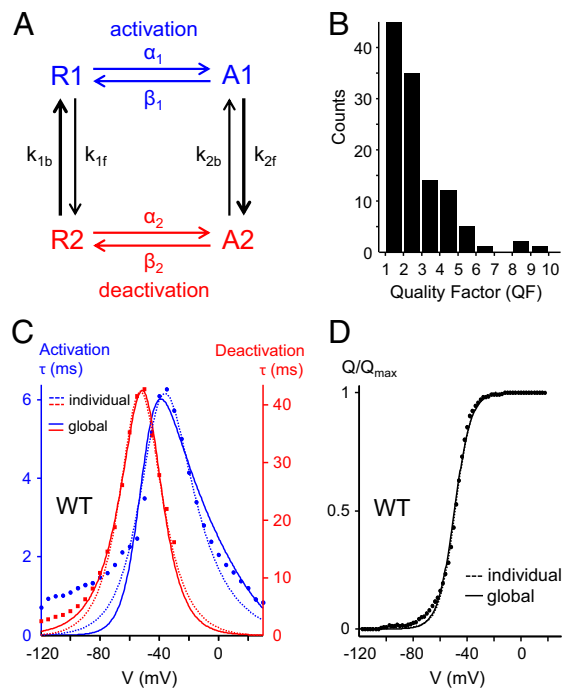 A
activation
α1
R1 A1
β1
k1b k1f k2b k2f
α2
R2 A2
β2
deactivation
B
Counts
40
30
20
10
0
1 2 3 4 5 6 7 8 9 10
Quality Factor (QF)
C
Activation
τ (ms)
Deactivation
τ (ms)
individual
global
WT
6
4
2
0
40
30
20
10
0
-120 -80 -40 0
V (mV)
D
Q/Qmax
1
0.5
0
WT
individual
global
-120 -80 -40 0
V (mV)